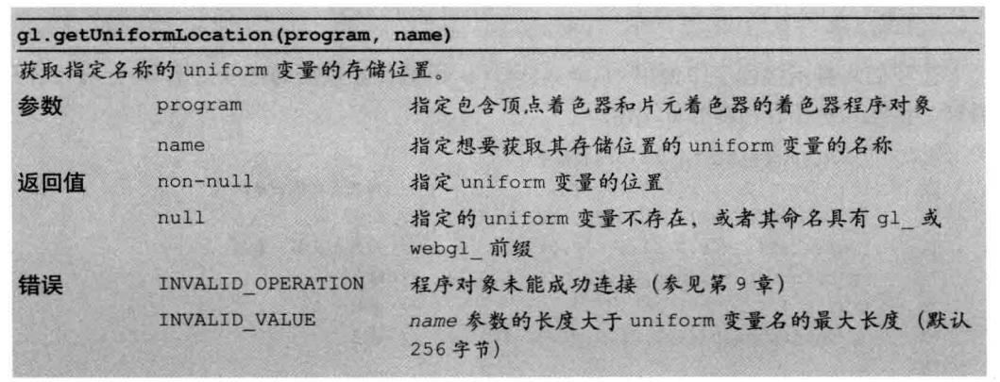 gl.getUniformLocation(program, name)
获取指定名称的 uniform 变量的存储位置。
参数 program 指定包含顶点着色器和片元着色器的着色器程序对象
name 指定想要获取其存储位置的 uniform 变量的名称
返回值 non-null 指定 uniform 变量的位置
null 指定的 uniform 变量不存在，或者其命名具有 gl_ 或
webgl_ 前缀
错误 INVALID_OPERATION 程序对象未能成功连接（参见第 9 章）
INVALID_VALUE name 参数的长度大于 uniform 变量名的最大长度（默认
256 字节）